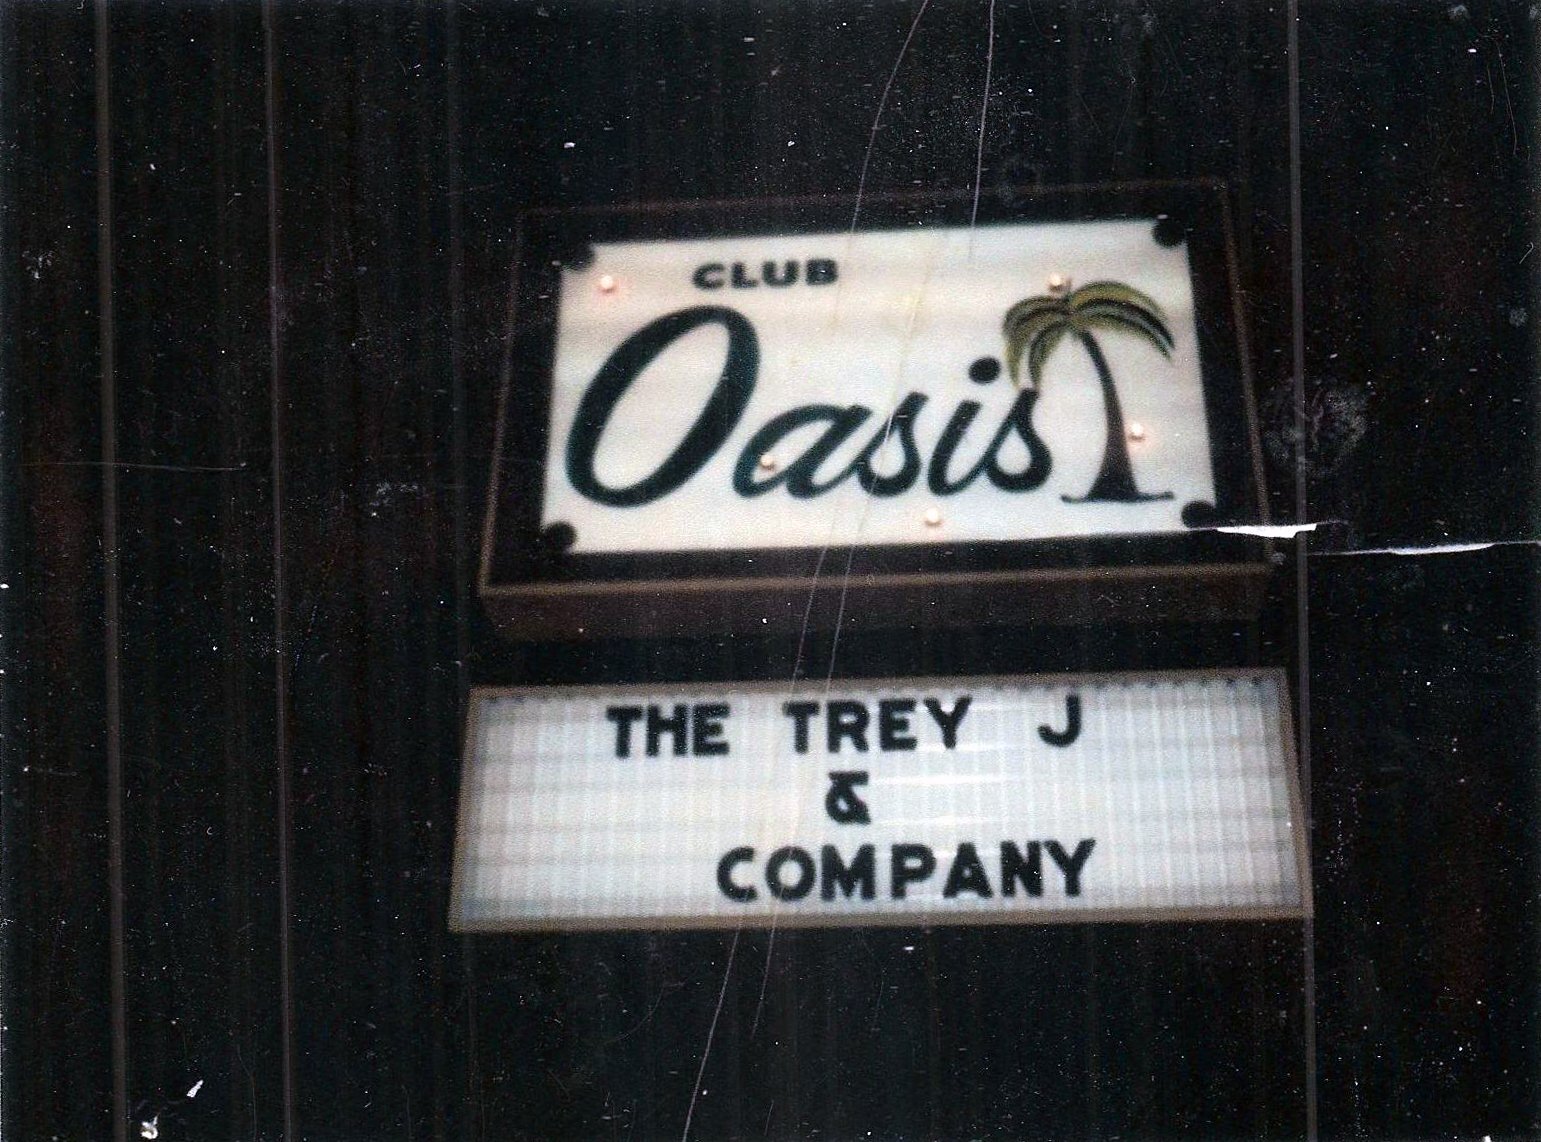 CLUB
Oasis
THE TREY J
&
COMPANY